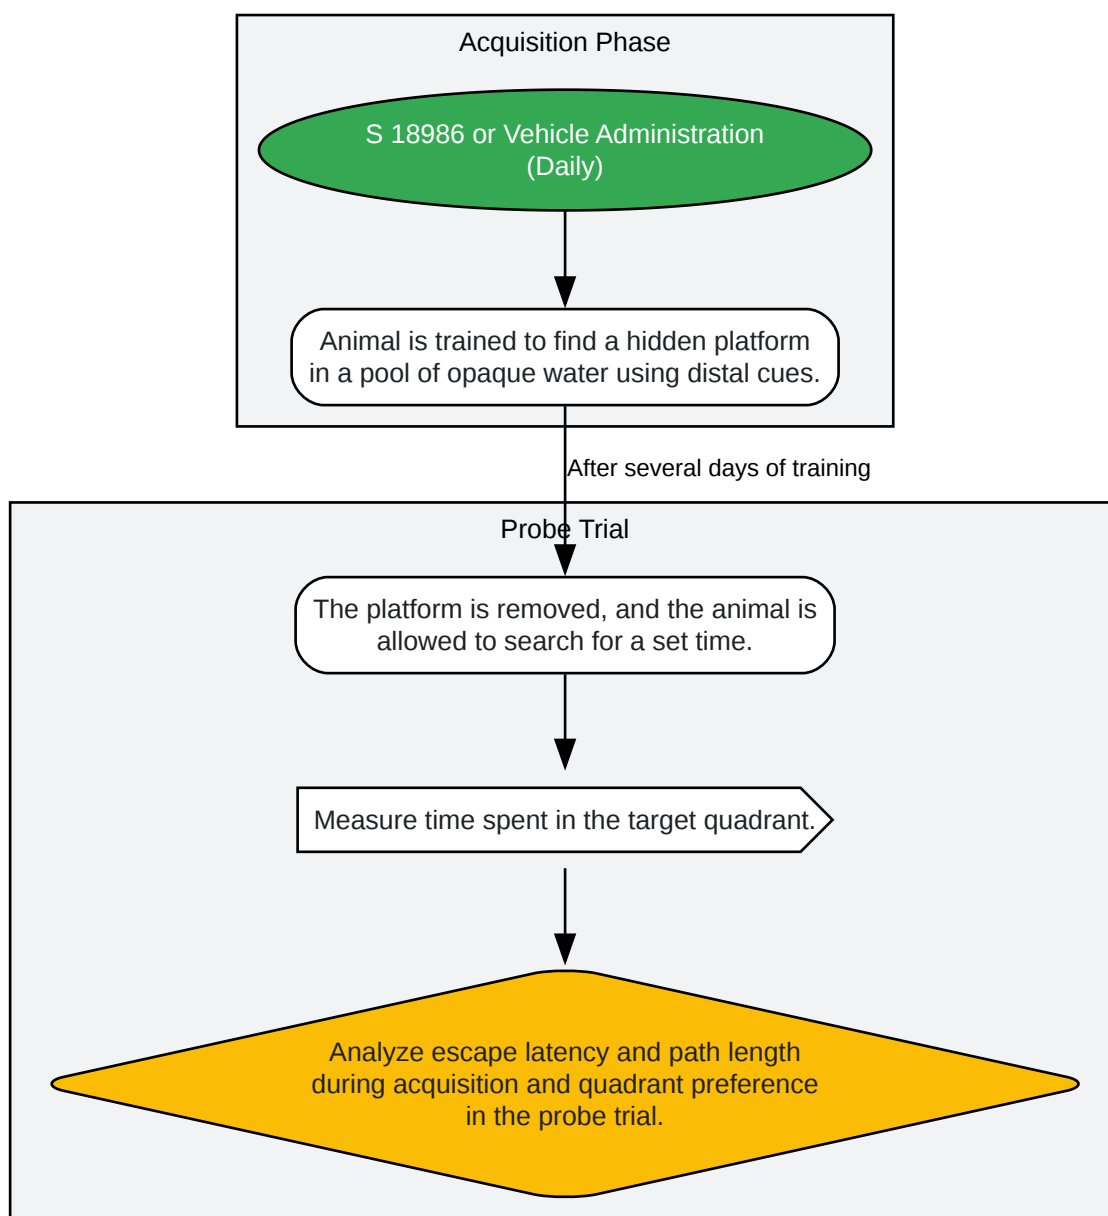 Acquisition Phase
S 18986 or Vehicle Administration
(Daily)
Animal is trained to find a hidden platform
in a pool of opaque water using distal cues.
After several days of training
Probe Trial
The platform is removed, and the animal is
allowed to search for a set time.
Measure time spent in the target quadrant.
Analyze escape latency and path length
during acquisition and quadrant preference
in the probe trial.